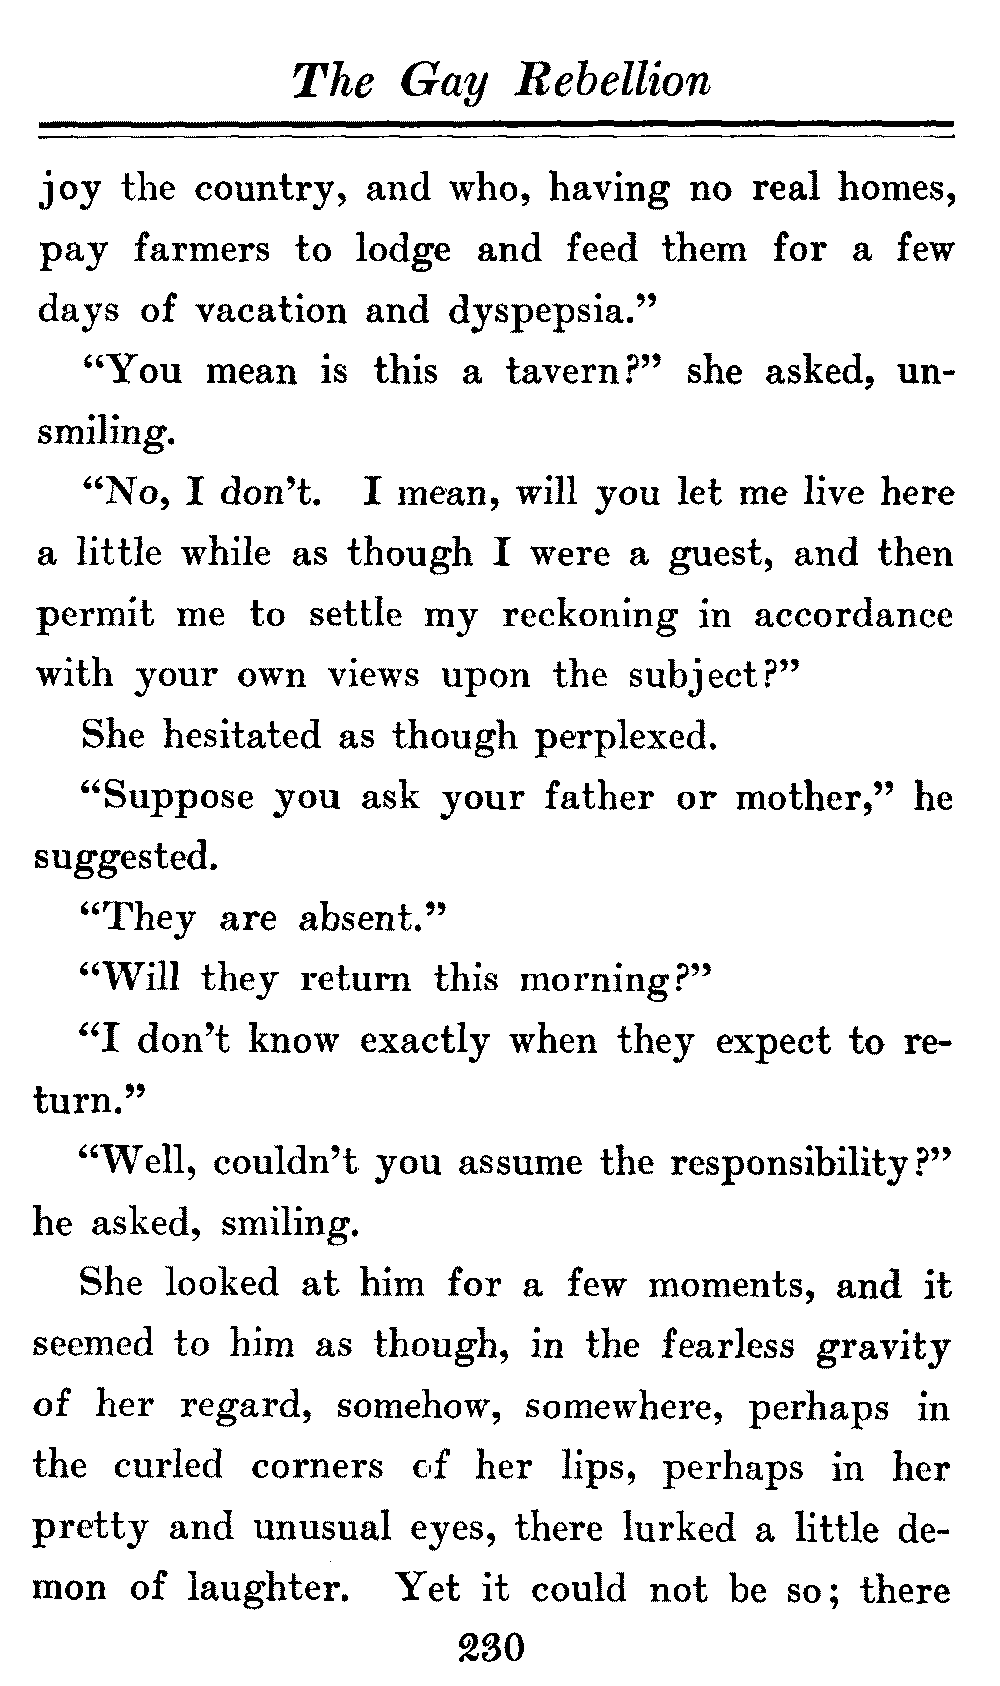 The Gay Rebellion
joy the country, and who, having no real homes,
pay farmers to lodge and feed them for a few
days of vacation and dyspepsia.”
“You mean is this a tavern?” she asked, un-
smiling.
“No, I don’t. I mean, will you let me live here
a little while as though I were a guest, and then
permit me to settle my reckoning in accordance
with your own views upon the subject?”
She hesitated as though perplexed.
“Suppose you ask your father or mother,” he
suggested.
“They are absent.”
“Will they return this morning?”
“I don’t know exactly when they expect to re-
turn.”
“Well, couldn’t you assume the responsibility?”
he asked, smiling.
She looked at him for a few moments, and it
seemed to him as though, in the fearless gravity
of her regard, somehow, somewhere, perhaps in
the curled corners of her lips, perhaps in her
pretty and unusual eyes, there lurked a little de-
mon of laughter. Yet it could not be so; there
230